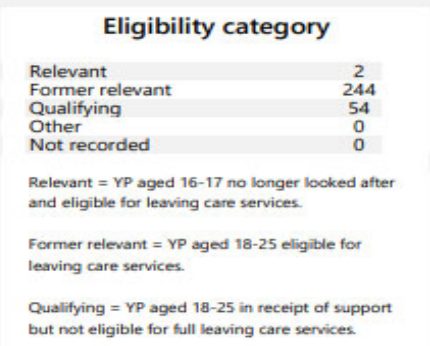 Eligibility category
Relevant 2
Former relevant 244
Qualifying 54
Other 0
Not recorded 0
Relevant = YP aged 16-17 no longer looked after
and eligible for leaving care services.
Former relevant = YP aged 18-25 eligible for
leaving care services.
Qualifying = YP aged 18-25 in receipt of support
but not eligible for full leaving care services.